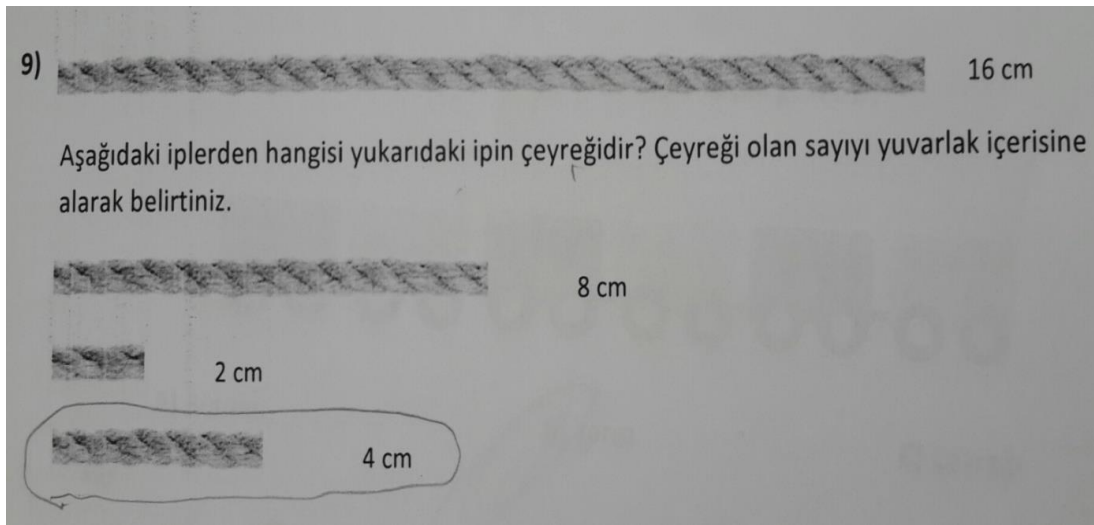 9) 16 cm
Aşağıdaki iplerden hangisi yukarıdaki ipin çeyreğidir? Çeyreği olan sayıyı yuvarlak içerisine
alarak belirtiniz.
8 cm
2 cm
4 cm